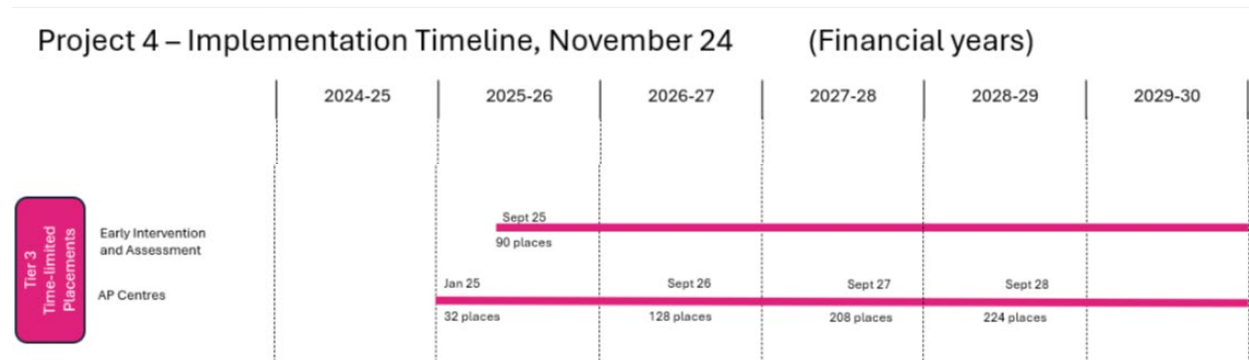 Project 4 – Implementation Timeline, November 24 (Financial years)
2024-25 2025-26 2026-27 2027-28 2028-29 2029-30
Tier 3
Time-limited
Placements
Early Intervention
and Assessment
Sept 25
90 places
AP Centres
Jan 25 Sept 26 Sept 27 Sept 28
32 places 128 places 208 places 224 places